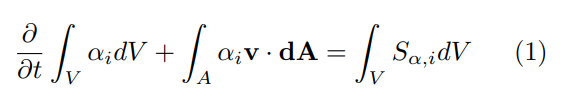 ∂/∂t ∫_V α_i dV + ∫_A α_i **v** · **dA** = ∫_V S_{α,i} dV (1)